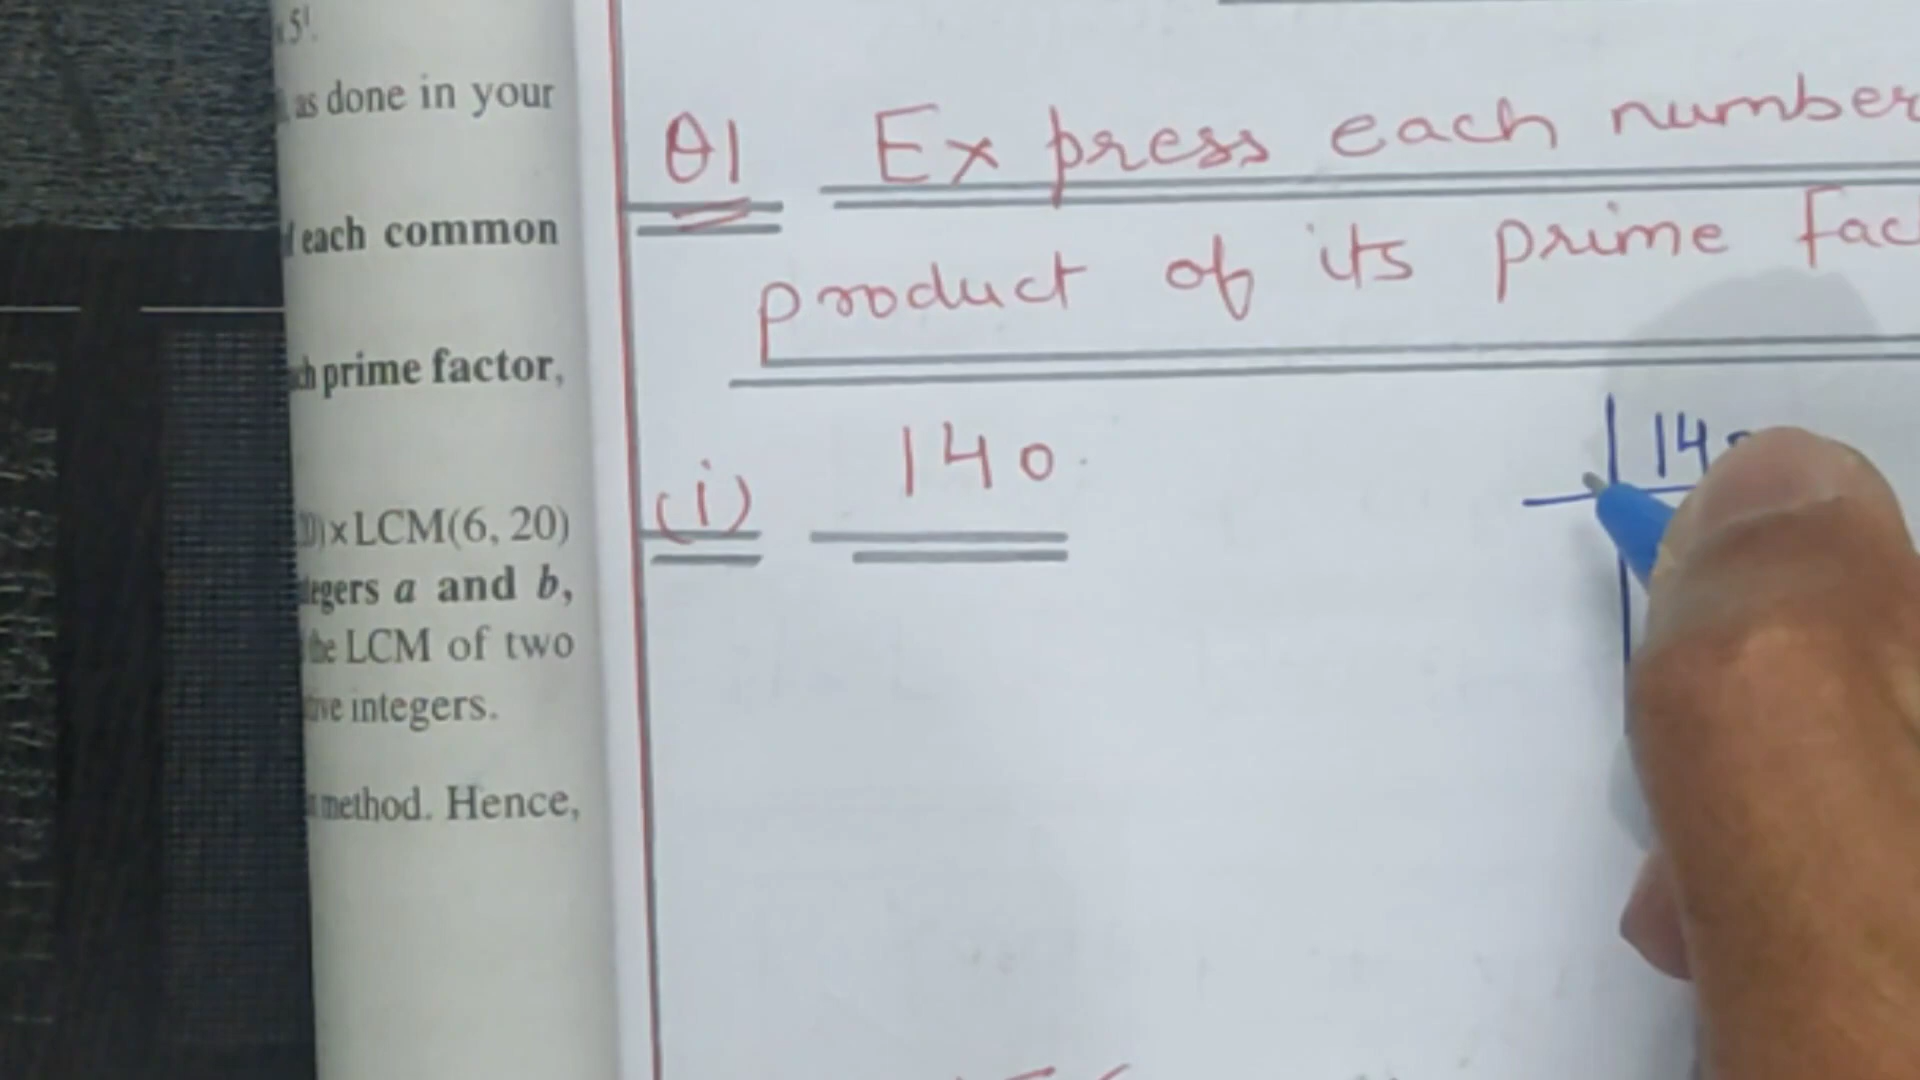 5¹.
as done in your
each common
prime factor,
x LCM(6, 20)
a and b,
the LCM of two
integers.
method. Hence,
Q1 Express each number
product of its prime fac
(i) 140
14